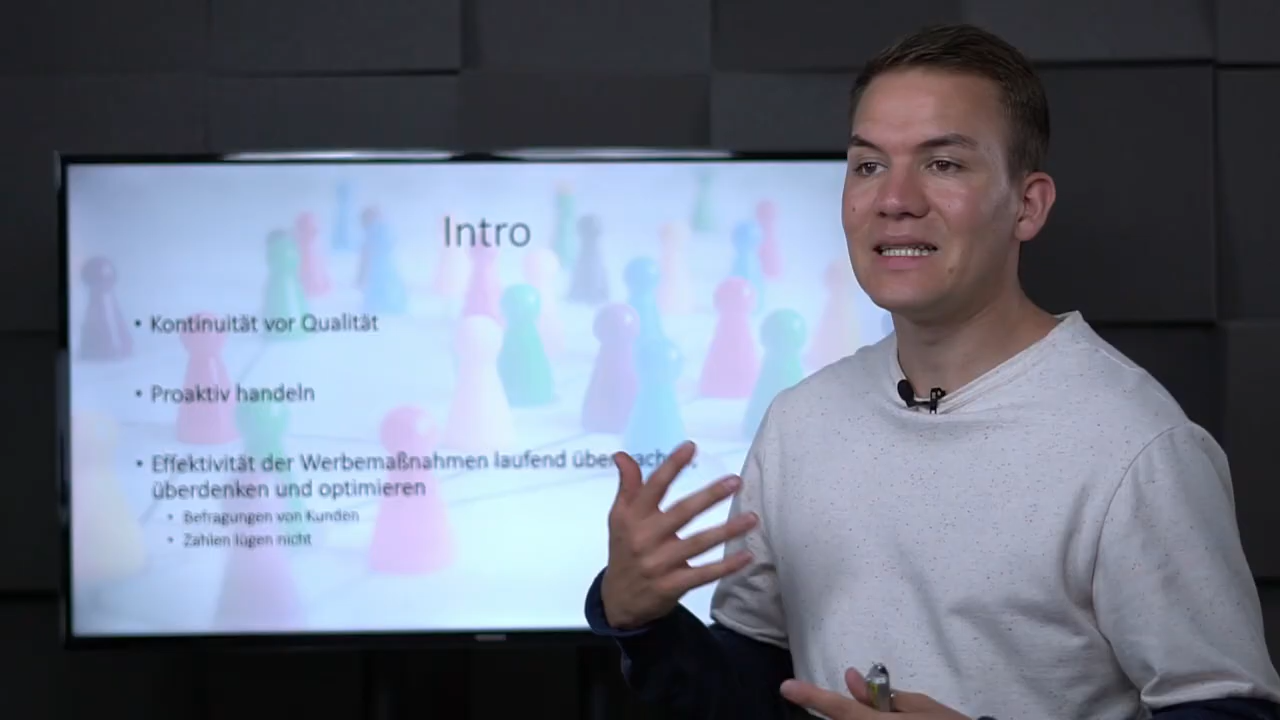 Intro
• Kontinuität vor Qualität
• Proaktiv handeln
• Effektivität der Werbemaßnahmen laufend
überdenken und optimieren
• Befragungen von Kunden
• Zahlen lügen nicht